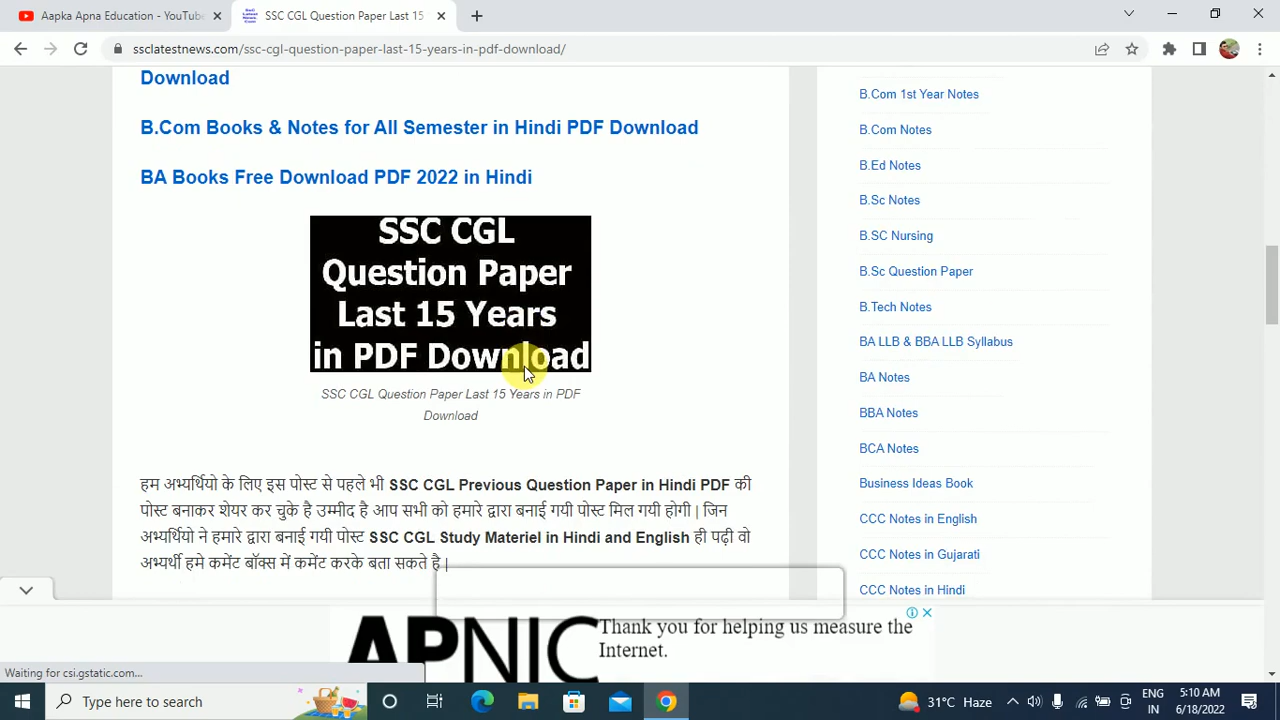 Aapka Apna Education - YouTube
SSC CGL Question Paper Last 15
ssclatestnews.com/ssc-cgl-question-paper-last-15-years-in-pdf-download/
Download
B.Com Books & Notes for All Semester in Hindi PDF Download
BA Books Free Download PDF 2022 in Hindi
SSC CGL
Question Paper
Last 15 Years
in PDF Download
SSC CGL Question Paper Last 15 Years in PDF
Download
हम अभ्यर्थियो के लिए इस पोस्ट से पहले भी SSC CGL Previous Question Paper in Hindi PDF की
पोस्ट बनाकर शेयर कर चुके है उम्मीद है आप सभी को हमारे द्वारा बनाई गयी पोस्ट मिल गयी होगी | जिन
अभ्यर्थियो ने हमारे द्वारा बनाई गयी पोस्ट SSC CGL Study Materiel in Hindi and English ही पढ़ी वो
अभ्यर्थी हमे कमेंट बॉक्स में कमेंट करके बता सकते है |
B.Com 1st Year Notes
B.Com Notes
B.Ed Notes
B.Sc Notes
B.SC Nursing
B.Sc Question Paper
B.Tech Notes
BA LLB & BBA LLB Syllabus
BA Notes
BBA Notes
BCA Notes
Business Ideas Book
CCC Notes in English
CCC Notes in Gujarati
CCC Notes in Hindi
APNIC
Thank you for helping us measure the
Internet.
Waiting for csi.gstatic.com...
Type here to search
31°C Haze
ENG
IN
5:10 AM
6/18/2022